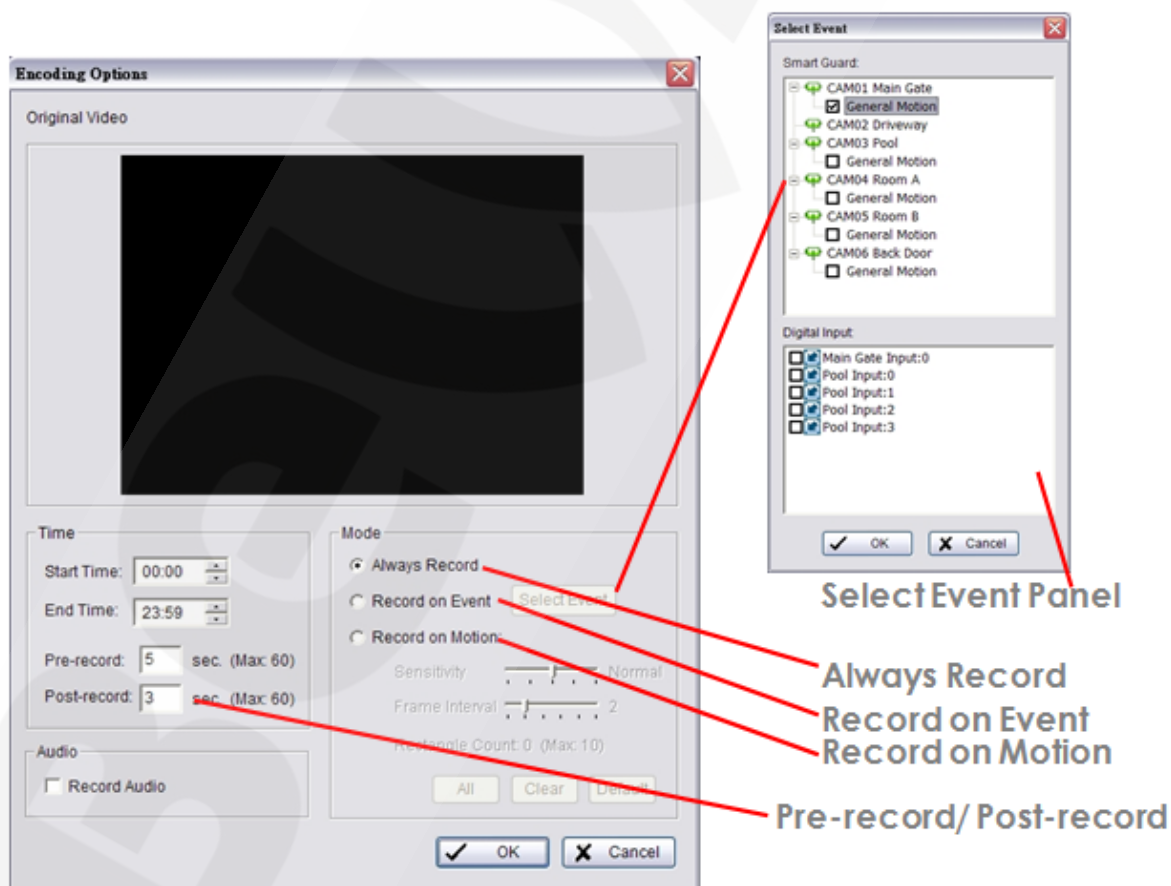 Encoding Options
Original Video
Time
Start Time: 00:00
End Time: 23:59
Pre-record: 5 sec. (Max: 60)
Post-record: 3 sec. (Max: 60)
Audio
Record Audio
Mode
Always Record
Record on Event Select Event
Record on Motion:
Sensitivity Normal
Frame Interval 2
Rectangle Count: 0 (Max: 10)
All Clear Default
OK Cancel
Select Event
Smart Guard:
CAM01 Main Gate
General Motion
CAM02 Driveway
CAM03 Pool
General Motion
CAM04 Room A
General Motion
CAM05 Room B
General Motion
CAM06 Back Door
General Motion
Digital Input:
Main Gate Input:0
Pool Input:0
Pool Input:1
Pool Input:2
Pool Input:3
OK Cancel
Select Event Panel
Always Record
Record on Event
Record on Motion
Pre-record/ Post-record